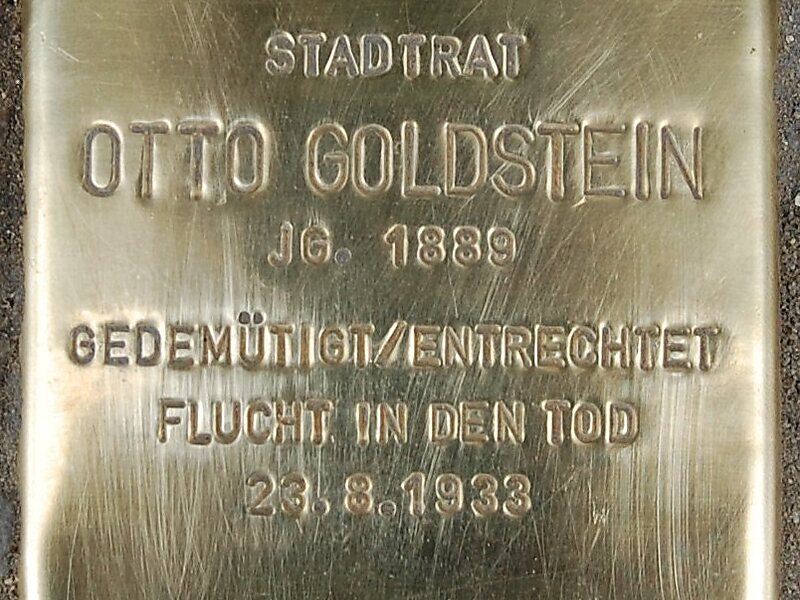 STADTRAT
OTTO GOLDSTEIN
JG. 1889
GEDEMÜTIGT/ENTRECHTET
FLUCHT IN DEN TOD
23.8.1933